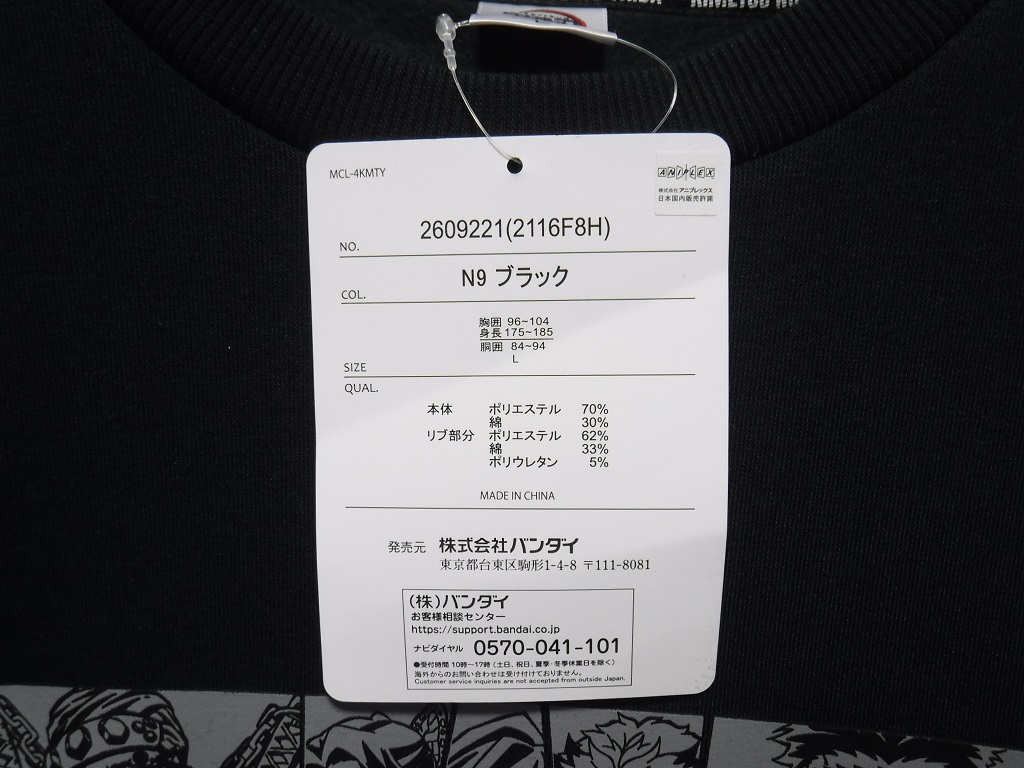 MCL-4KMTY
ANIPLEX
株式会社アニプレックス
日本国内販売許諾
NO. 2609221(2116F8H)
COL. N9 ブラック
胸囲 96~104
身長 175~185
胴囲 84~94
L
SIZE
QUAL.
本体 ポリエステル 70%
綿 30%
リブ部分 ポリエステル 62%
綿 33%
ポリウレタン 5%
MADE IN CHINA
発売元 株式会社バンダイ
東京都台東区駒形1-4-8 〒111-8081
(株)バンダイ
お客様相談センター
https://support.bandai.co.jp
ナビダイヤル 0570-041-101
●受付時間 10時~17時 (土日、祝日、夏季・冬季休業日を除く)
海外からのお問い合わせは受け付けておりません。
Customer service inquiries are not accepted from outside Japan.